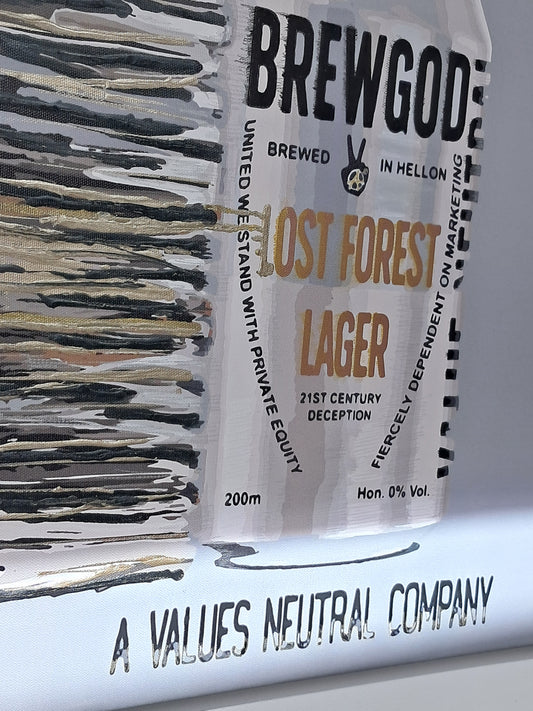 BREWGOD
BREWED IN HELLON
UNITED WE STAND WITH PRIVATE EQUITY
LOST FOREST
LAGER
21ST CENTURY
DECEPTION
FIERCELY DEPENDENT ON MARKETING
200m
Hon. 0% Vol.
A VALUES NEUTRAL COMPANY